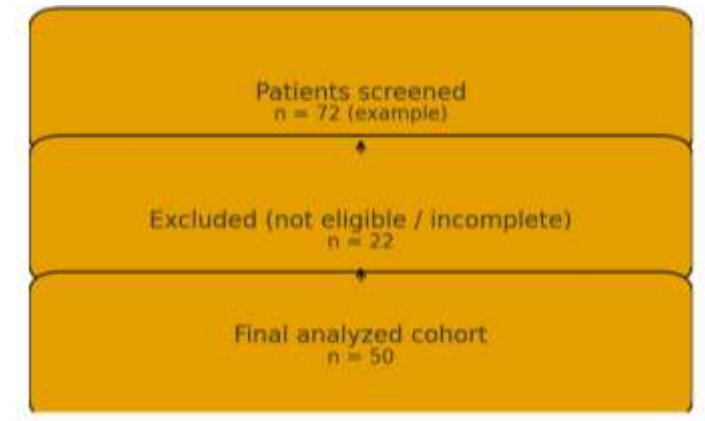 Patients screened
n = 72 (example)
Excluded (not eligible / incomplete)
n = 22
Final analyzed cohort
n = 50